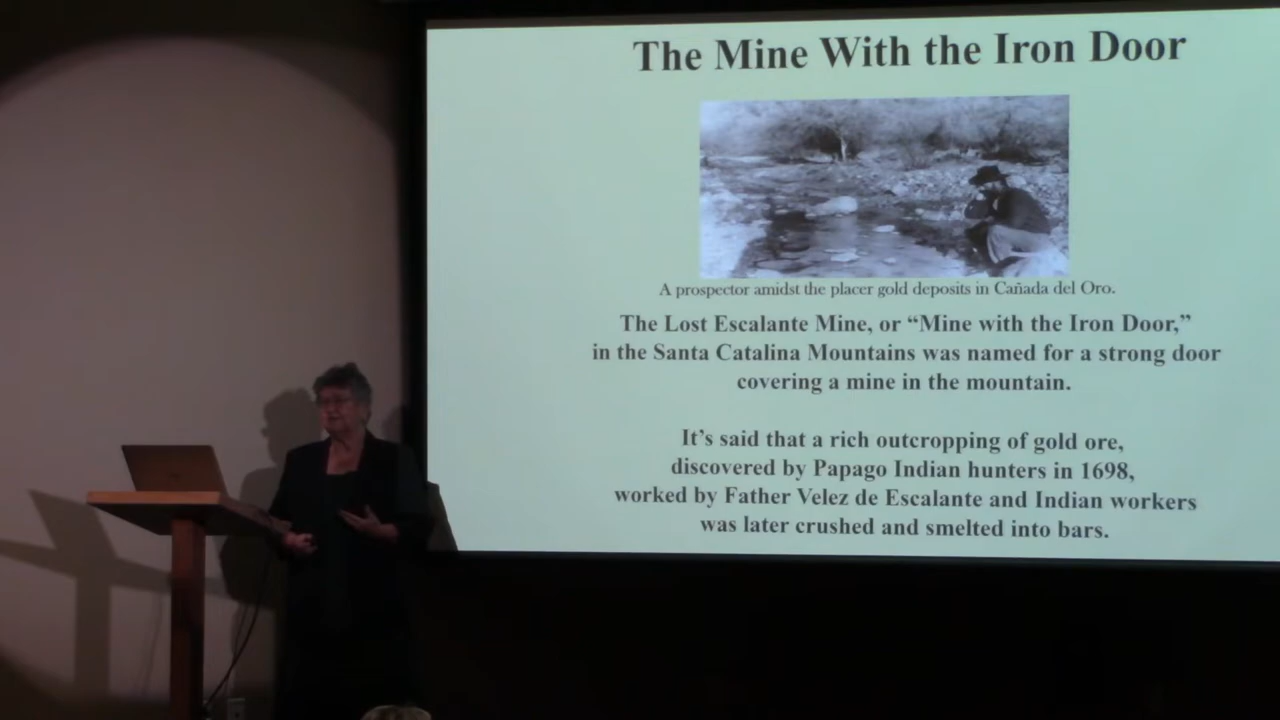 The Mine With the Iron Door
A prospector amidst the placer gold deposits in Cañada del Oro.
The Lost Escalante Mine, or “Mine with the Iron Door,”
in the Santa Catalina Mountains was named for a strong door
covering a mine in the mountain.
It’s said that a rich outcropping of gold ore,
discovered by Papago Indian hunters in 1698,
worked by Father Velez de Escalante and Indian workers
was later crushed and smelted into bars.